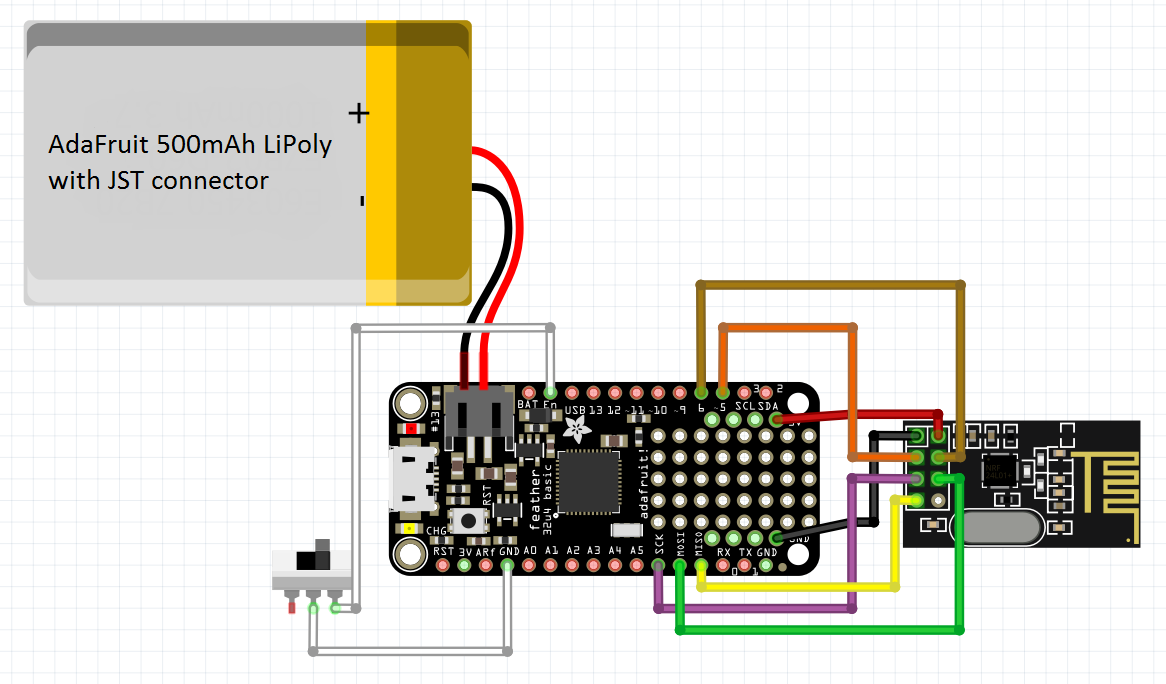 +
AdaFruit 500mAh LiPoly
with JST connector
-
BAT En USB 13 12 ~11 ~10 ~9 6 ~5 SCL SDA 3 2
#13
adafruit!
feather
32u4 basic
RST
CHG
SCK MOSI MISO
GND
RST 3V ARf GND A0 A1 A2 A3 A4 A5 RX TX GND
0 1
NRF
24L01+